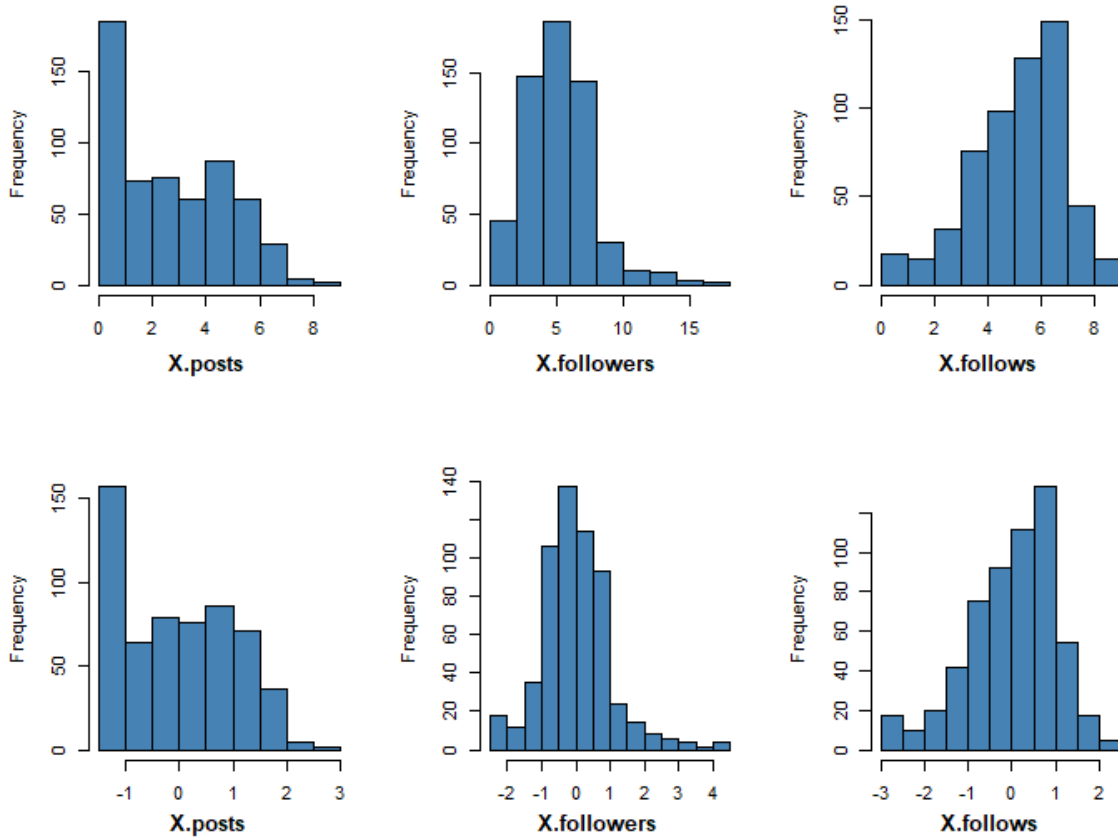 Frequency
0 50 100 150
0 2 4 6 8
X.posts
Frequency
0 50 100 150
0 5 10 15
X.followers
Frequency
0 50 100 150
0 2 4 6 8
X.follows
Frequency
0 50 100 150
-1 0 1 2 3
X.posts
Frequency
0 20 40 60 80 100 140
-2 -1 0 1 2 3 4
X.followers
Frequency
0 20 40 60 80 100
-3 -2 -1 0 1 2
X.follows